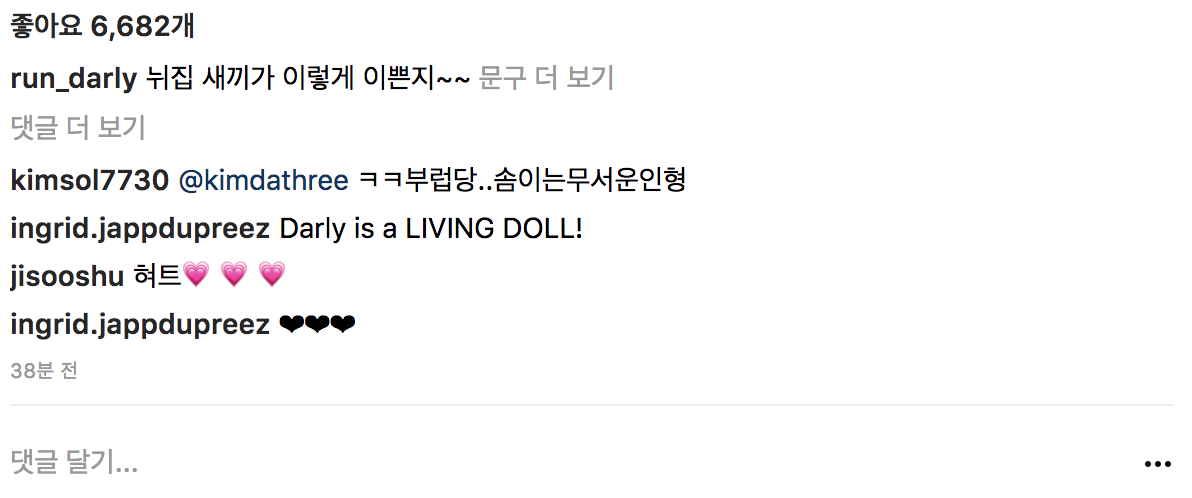 좋아요 6,682개
run_darly 뉘집 새끼가 이렇게 이쁜지~~ 문구 더 보기
댓글 더 보기
kimsol7730 @kimdathree ㅋㅋ부럽당..솜이는무서운인형
ingrid.jappdupreez Darly is a LIVING DOLL!
jisooshu 혀트💗 💗 💗
ingrid.jappdupreez ❤❤❤
38분 전
댓글 달기...